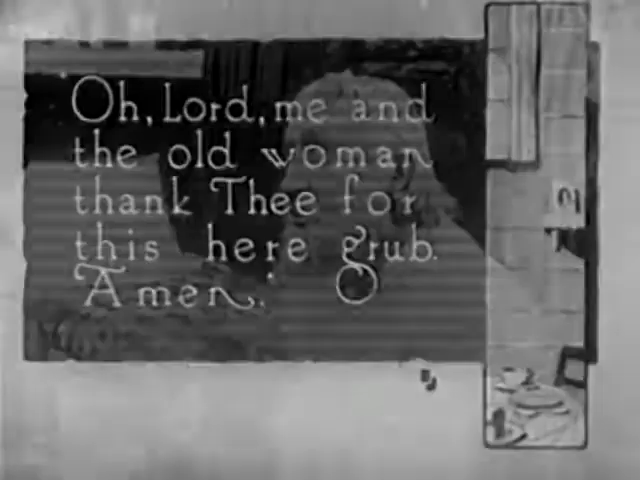 Oh, Lord, me and
the old woman
thank Thee for
this here grub.
Amen.